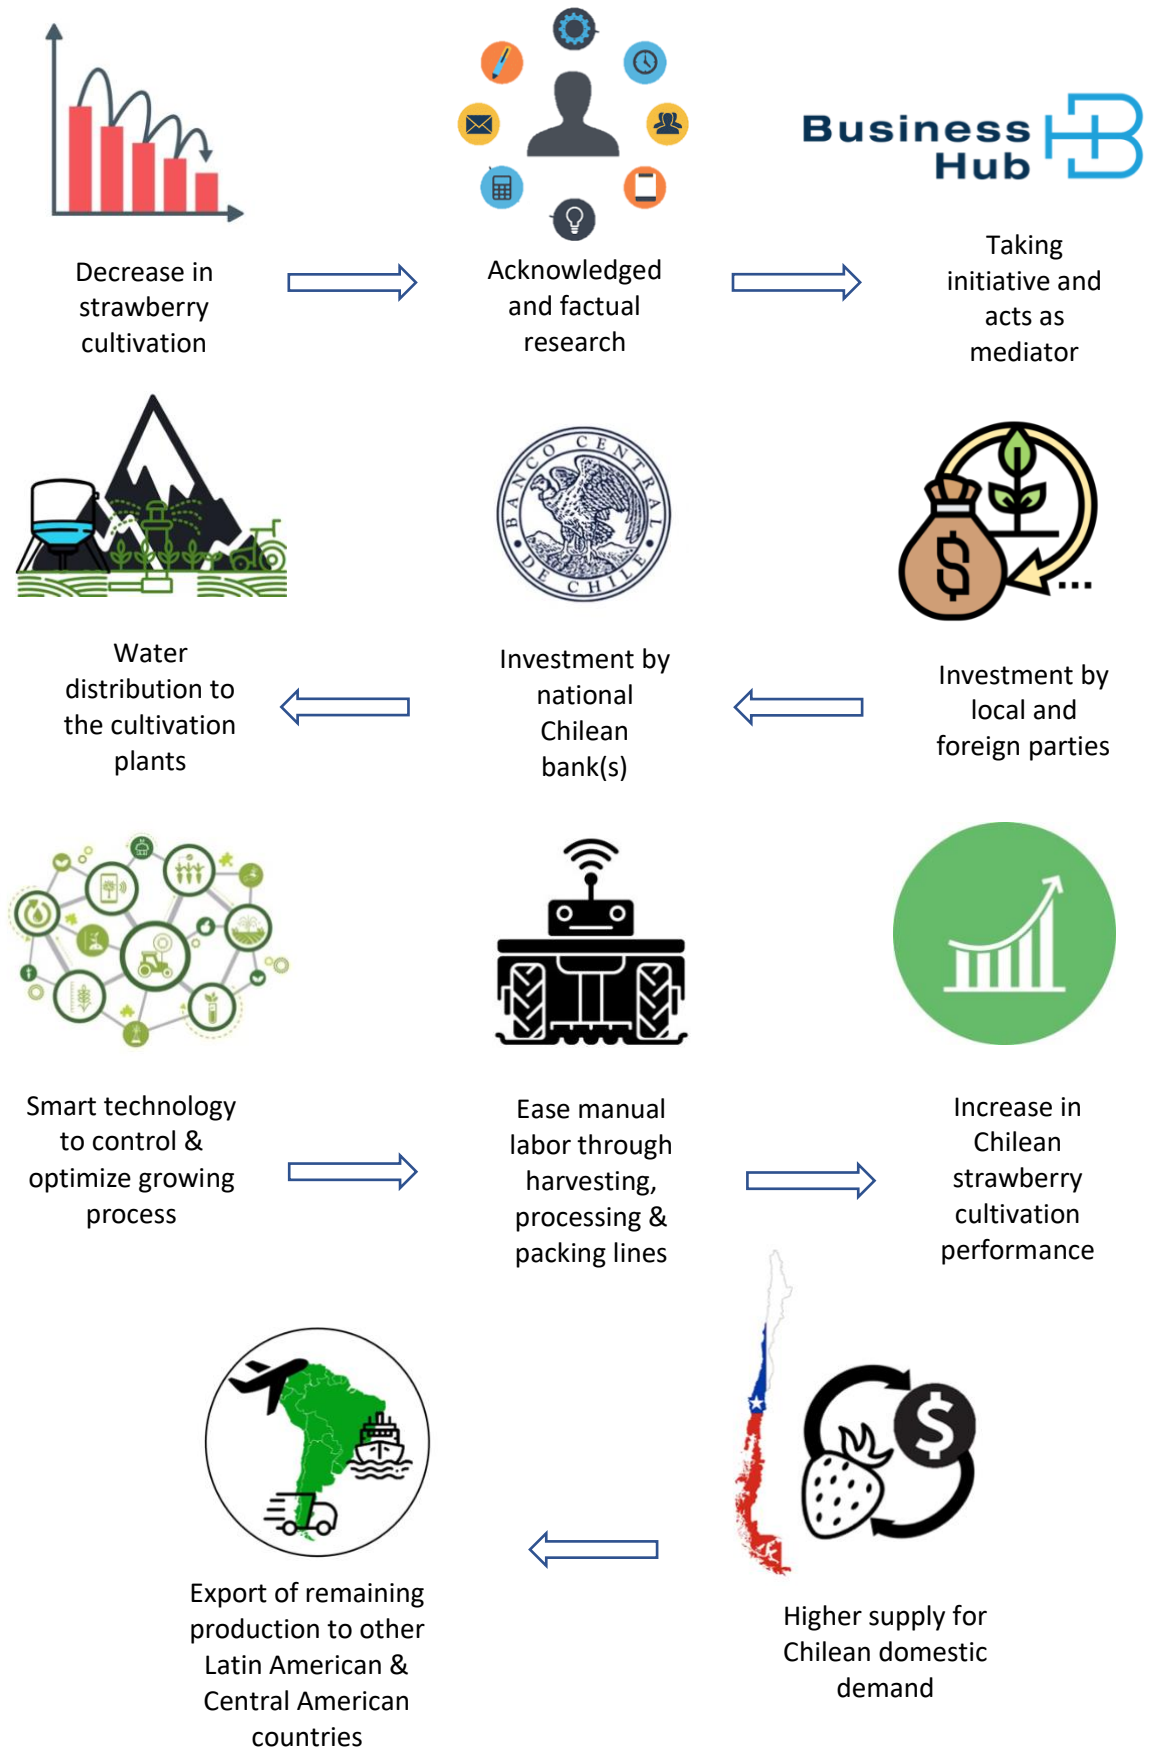 Business
Hub
Decrease in
strawberry
cultivation
Acknowledged
and factual
research
Taking
initiative and
acts as
mediator
BANCO CENTRAL
DE CHILE
Water
distribution to
the cultivation
plants
Investment by
national
Chilean
bank(s)
Investment by
local and
foreign parties
Smart technology
to control &
optimize growing
process
Ease manual
labor through
harvesting,
processing &
packing lines
Increase in
Chilean
strawberry
cultivation
performance
Export of remaining
production to other
Latin American &
Central American
countries
Higher supply for
Chilean domestic
demand